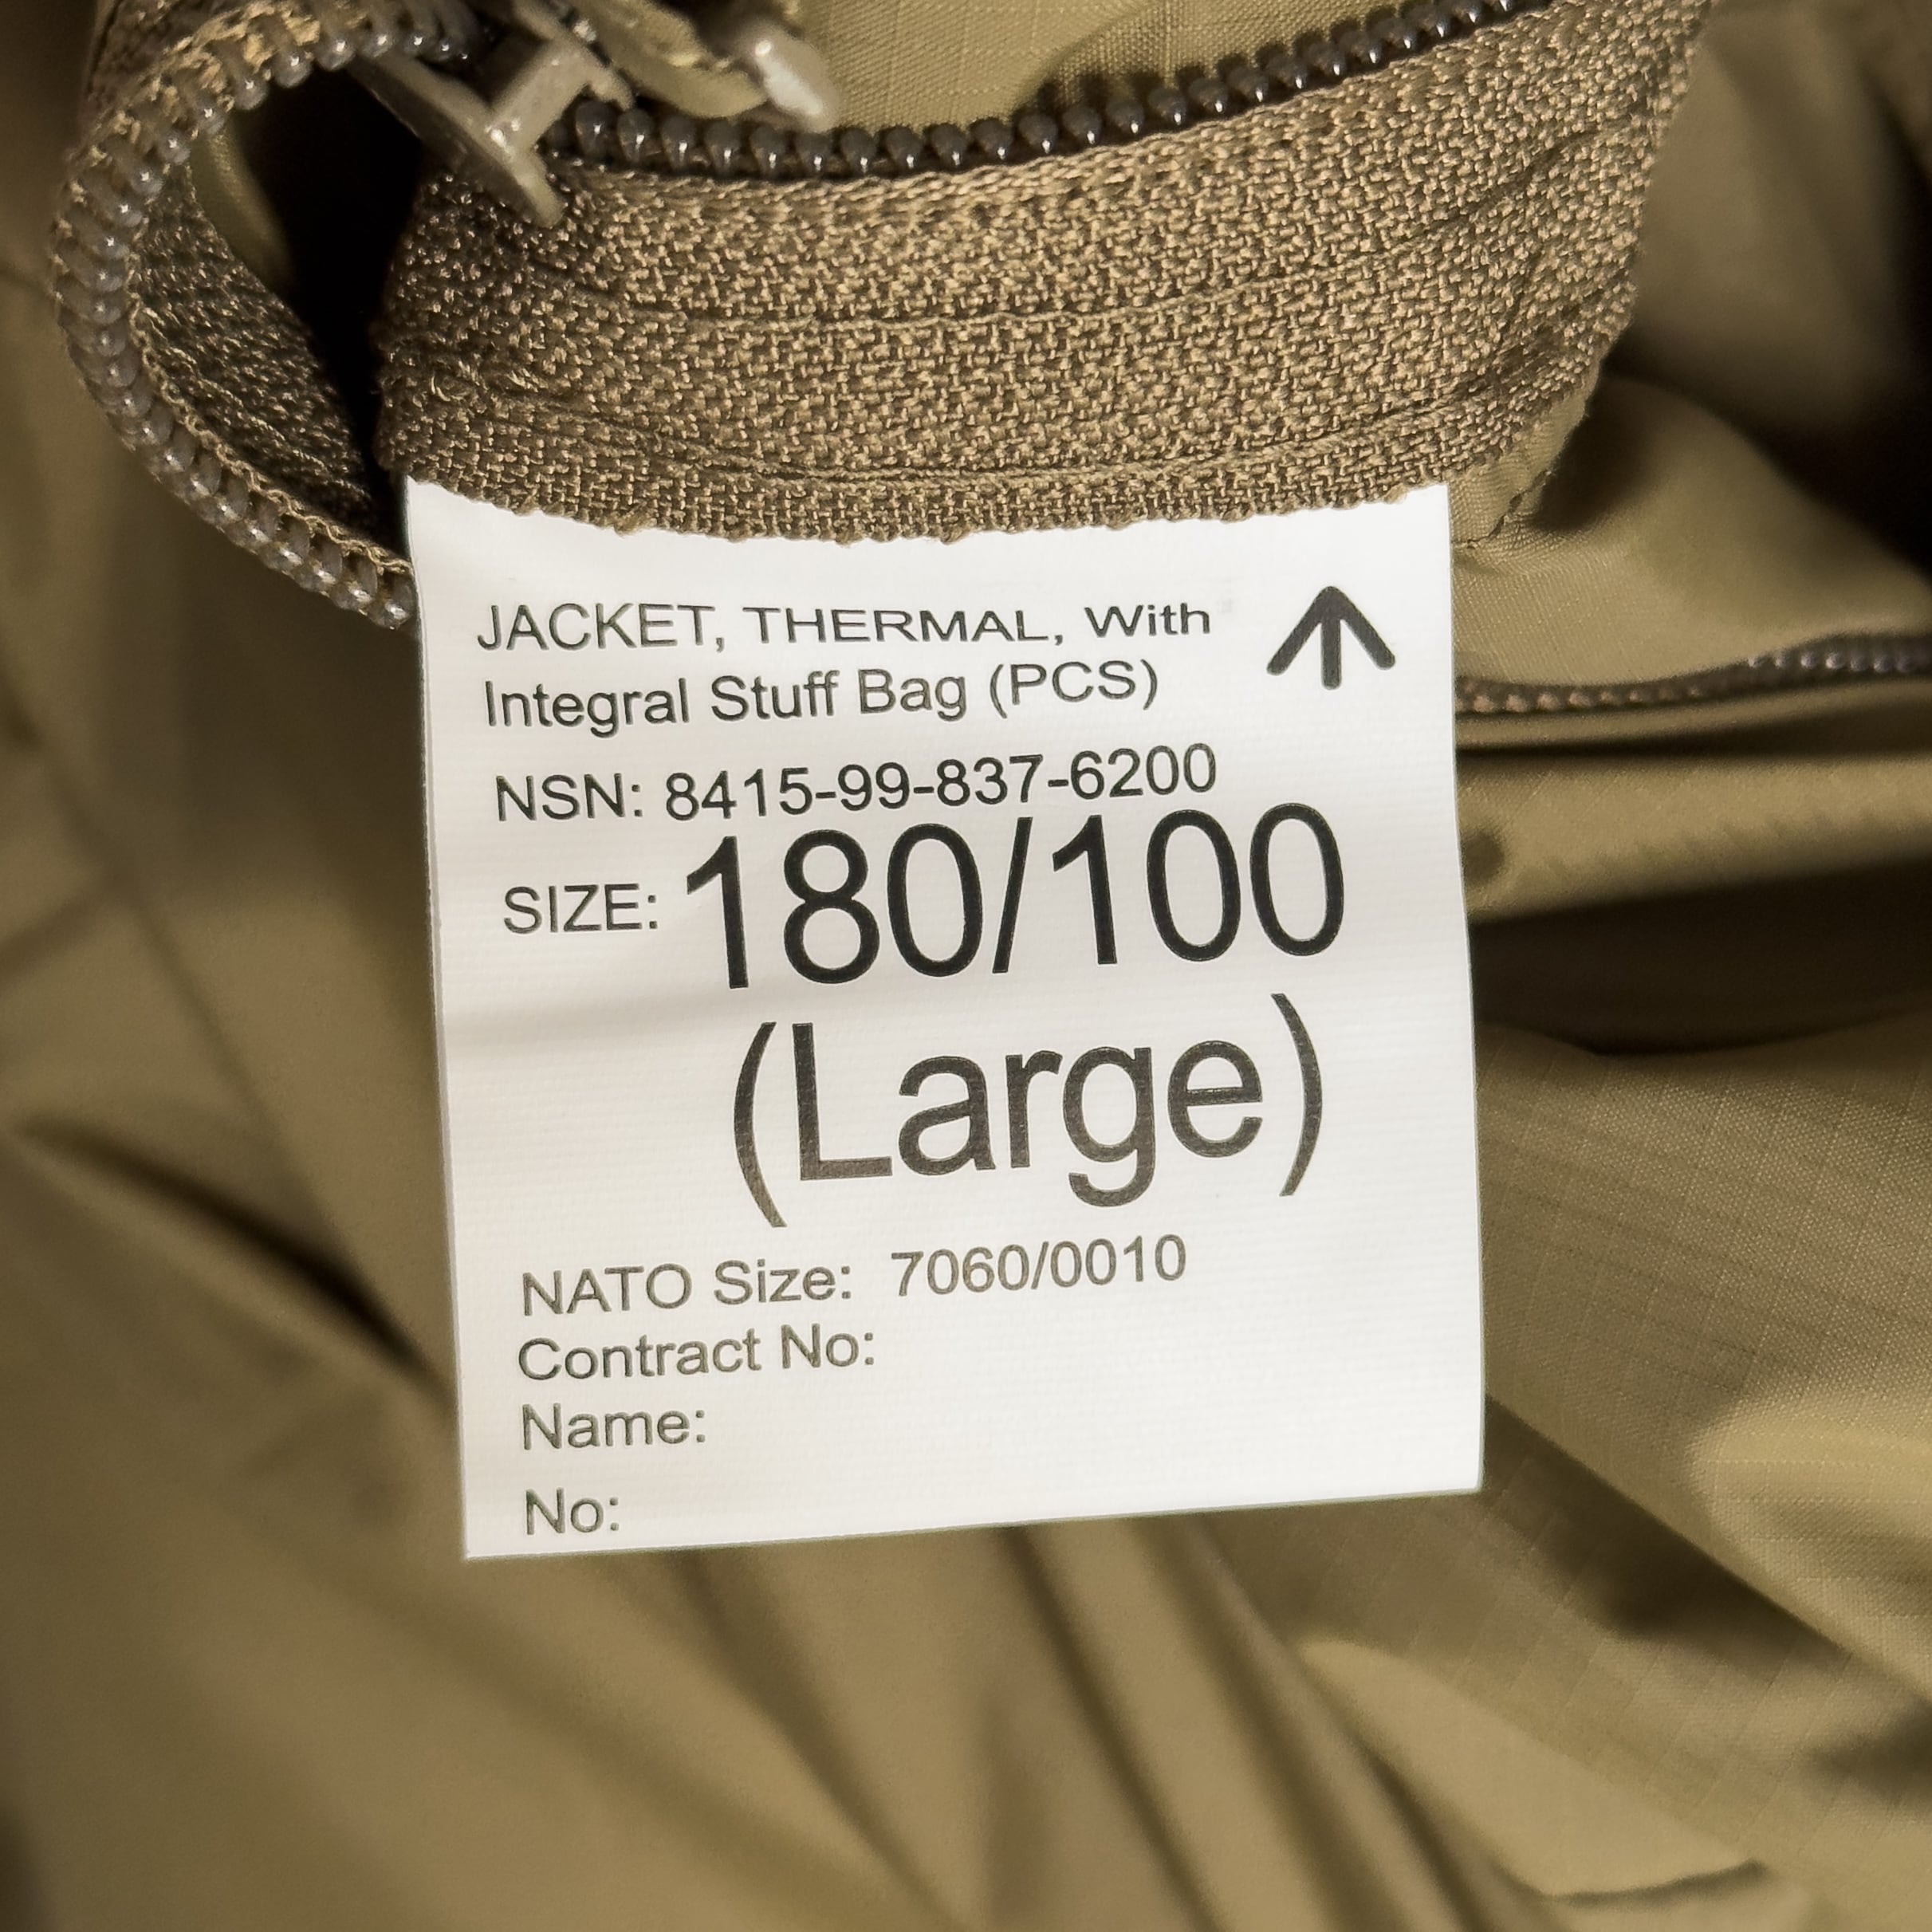 JACKET, THERMAL, With
Integral Stuff Bag (PCS)
NSN: 8415-99-837-6200
SIZE: 180/100
(Large)
NATO Size: 7060/0010
Contract No:
Name:
No: